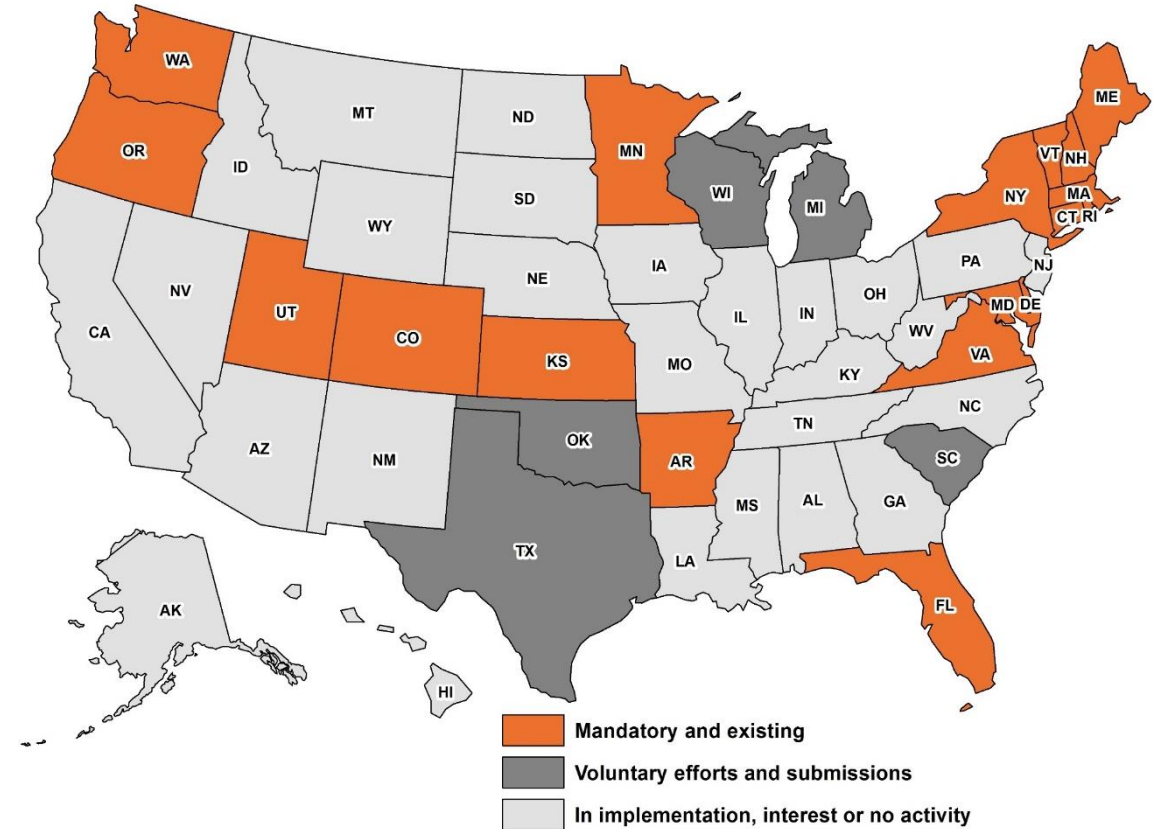 WA
MT
ND
MN
ME
OR
ID
SD
WI
MI
VT
NH
NY
MA
CT
RI
WY
IA
NE
PA
NJ
NV
UT
CO
IL
IN
OH
MD
DE
WV
CA
KS
MO
KY
VA
AZ
NM
OK
AR
TN
NC
SC
MS
AL
GA
TX
LA
AK
FL
HI
Mandatory and existing
Voluntary efforts and submissions
In implementation, interest or no activity